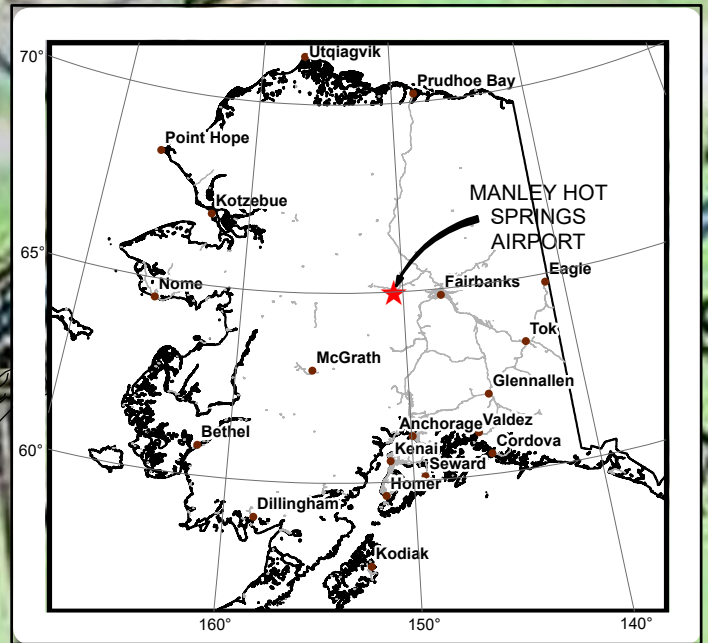 70°
Utqiagvik
Prudhoe Bay
Point Hope
Kotzebue
MANLEY HOT
SPRINGS
AIRPORT
65°
Nome
Fairbanks
Eagle
Tok
McGrath
Glennallen
Anchorage
Valdez
Bethel
Kenai
Cordova
60°
Seward
Homer
Dillingham
Kodiak
160°
150°
140°